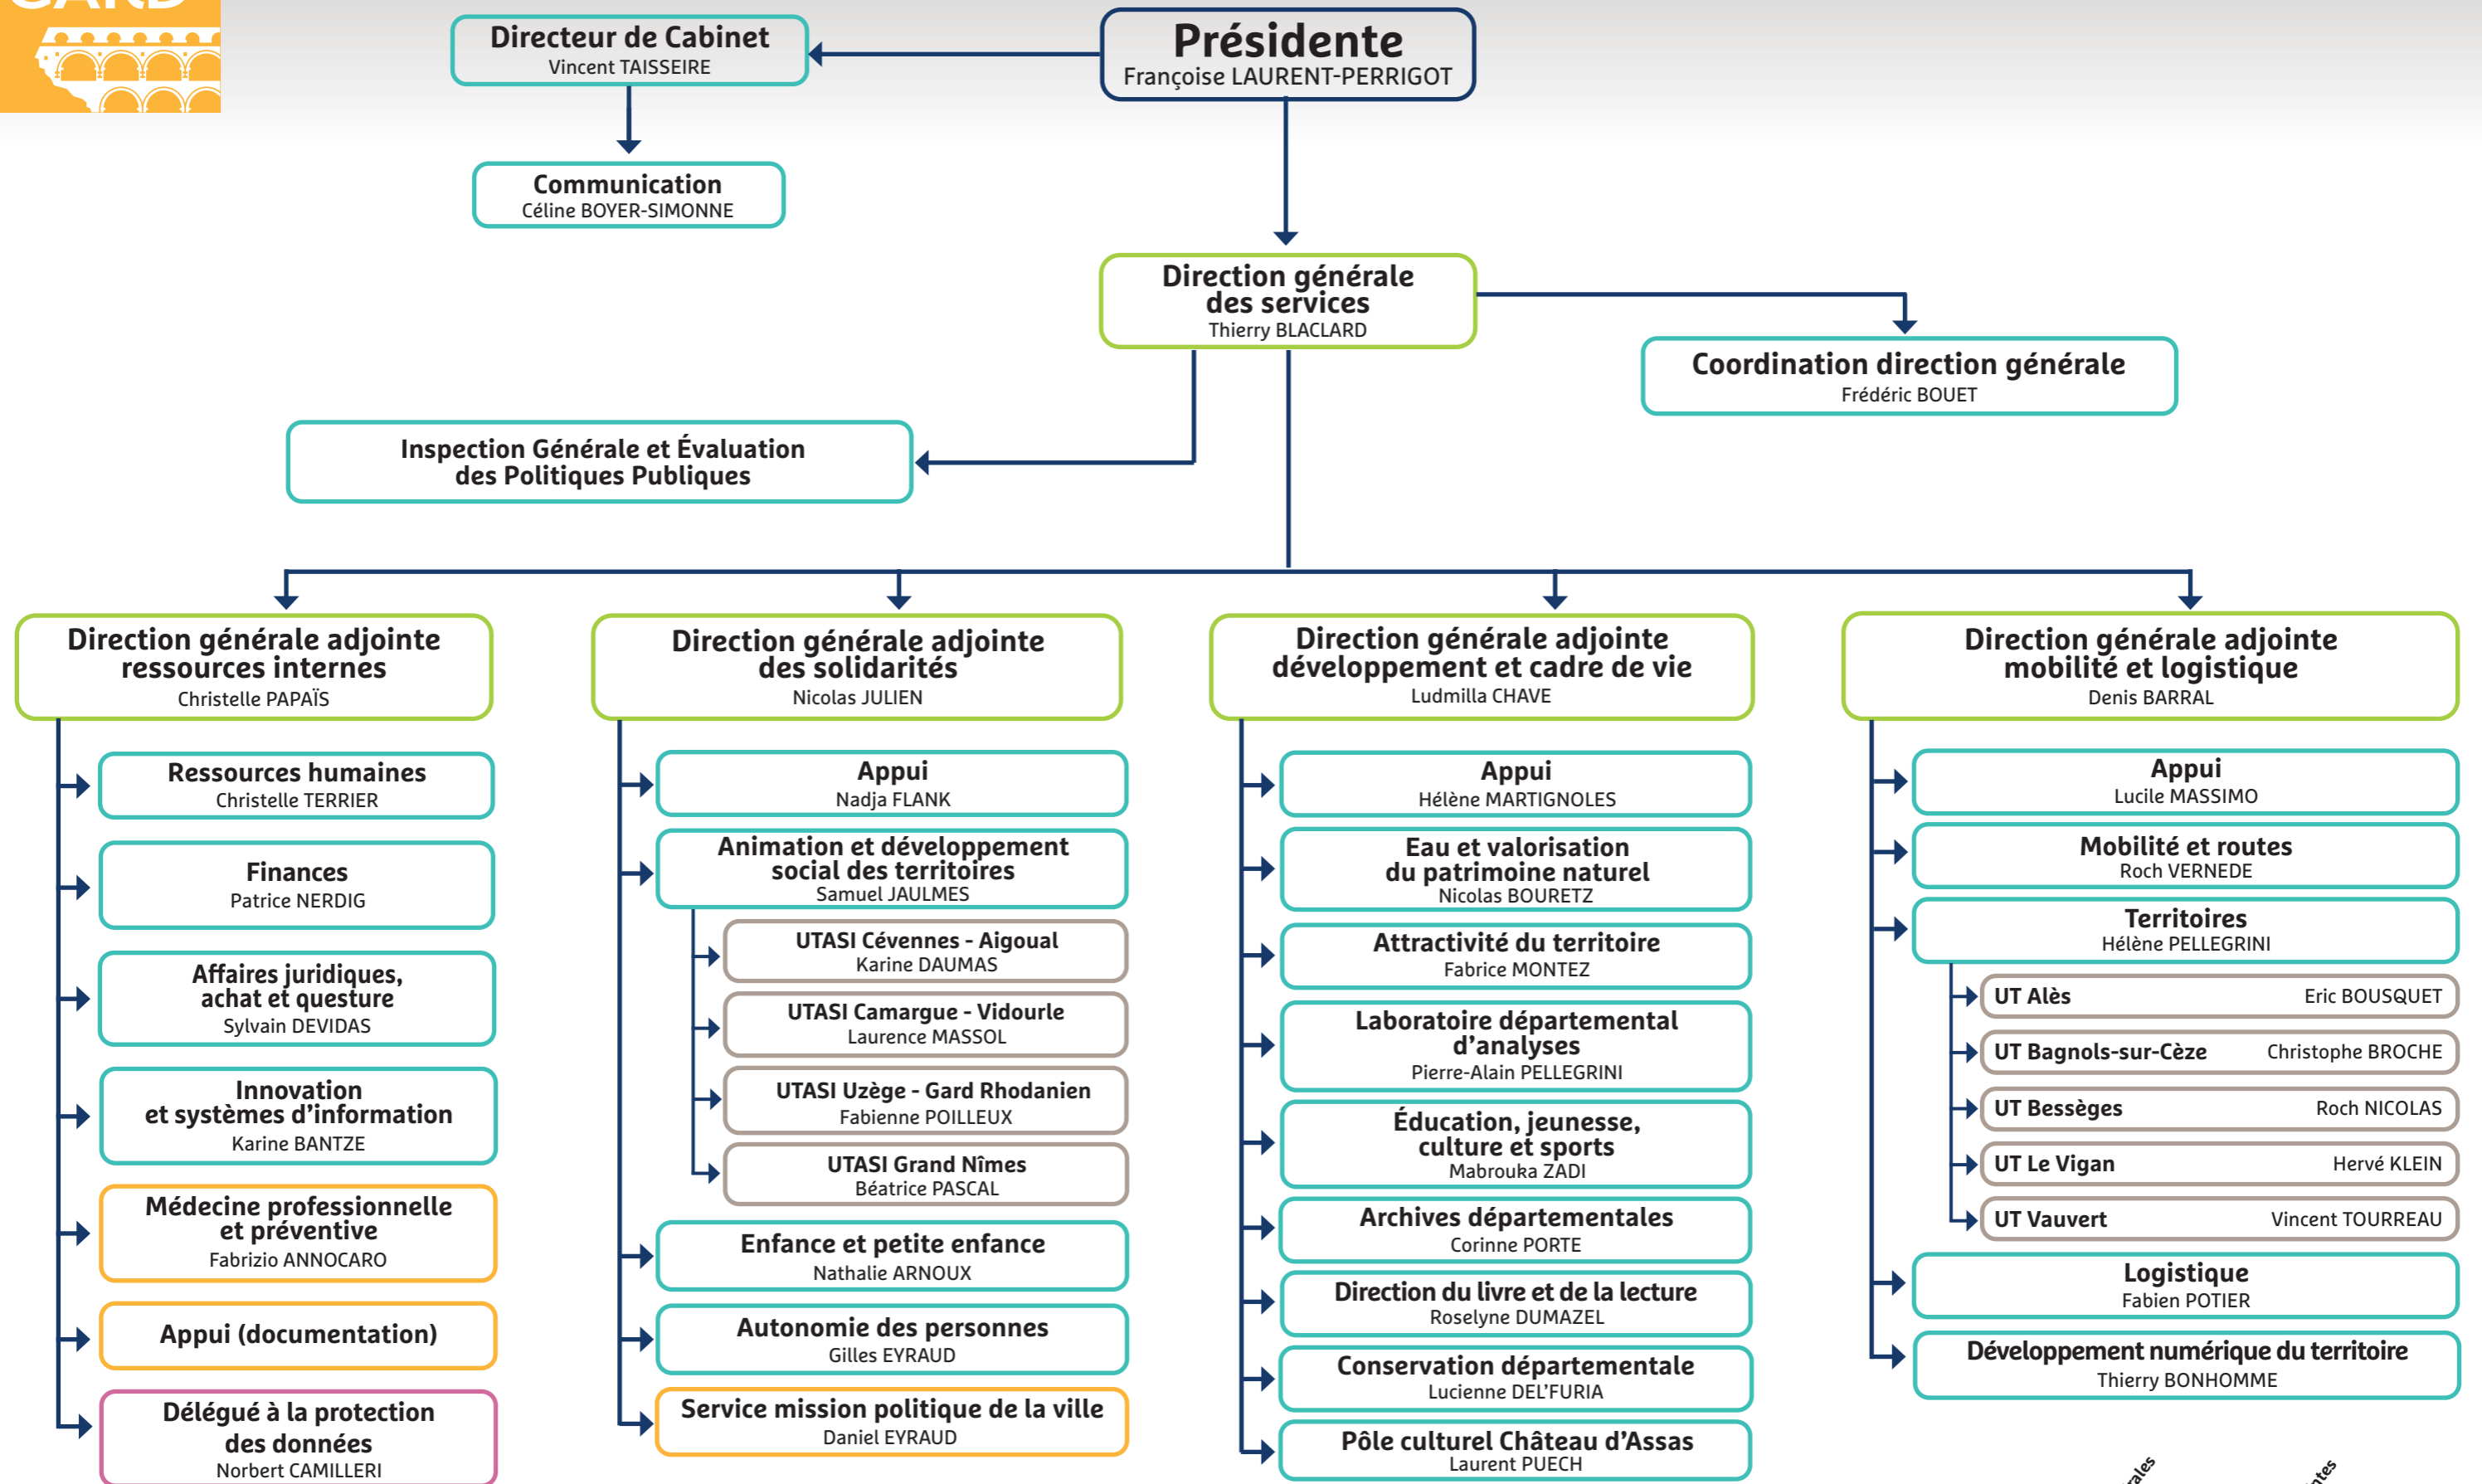 GARD
Directeur de Cabinet
Vincent TAISSEIRE
Présidente
Françoise LAURENT-PERRIGOT
Communication
Céline BOYER-SIMONNE
Direction générale
des services
Thierry BLACLARD
Coordination direction générale
Frédéric BOUET
Inspection Générale et Évaluation
des Politiques Publiques
Direction générale adjointe
ressources internes
Christelle PAPAÏS
Ressources humaines
Christelle TERRIER
Finances
Patrice NERDIG
Affaires juridiques,
achat et questure
Sylvain DEVIDAS
Innovation
et systèmes d'information
Karine BANTZE
Médecine professionnelle
et préventive
Fabrizio ANNOCARO
Appui (documentation)
Délégué à la protection
des données
Norbert CAMILLERI
Direction générale adjointe
des solidarités
Nicolas JULIEN
Appui
Nadja FLANK
Animation et développement
social des territoires
Samuel JAULMES
UTASI Cévennes - Aigoual
Karine DAUMAS
UTASI Camargue - Vidourle
Laurence MASSOL
UTASI Uzège - Gard Rhodanien
Fabienne POILLEUX
UTASI Grand Nîmes
Béatrice PASCAL
Enfance et petite enfance
Nathalie ARNOUX
Autonomie des personnes
Gilles EYRAUD
Service mission politique de la ville
Daniel EYRAUD
Direction générale adjointe
développement et cadre de vie
Ludmilla CHAVE
Appui
Hélène MARTIGNOLES
Eau et valorisation
du patrimoine naturel
Nicolas BOURETZ
Attractivité du territoire
Fabrice MONTEZ
Laboratoire départemental
d'analyses
Pierre-Alain PELLEGRINI
Éducation, jeunesse,
culture et sports
Mabrouka ZADI
Archives départementales
Corinne PORTE
Direction du livre et de la lecture
Roselyne DUMAZEL
Conservation départementale
Lucienne DEL'FURIA
Pôle culturel Château d'Assas
Laurent PUECH
Direction générale adjointe
mobilité et logistique
Denis BARRAL
Appui
Lucile MASSIMO
Mobilité et routes
Roch VERNEDE
Territoires
Hélène PELLEGRINI
UT Alès Eric BOUSQUET
UT Bagnols-sur-Cèze Christophe BROCHE
UT Bessèges Roch NICOLAS
UT Le Vigan Hervé KLEIN
UT Vauvert Vincent TOURREAU
Logistique
Fabien POTIER
Développement numérique du territoire
Thierry BONHOMME